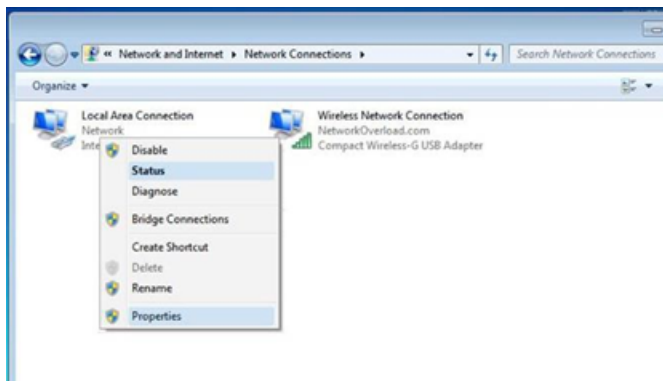 « Network and Internet ▸ Network Connections ▸
Search Network Connections
Organize ▾
Local Area Connection
Network
Inte
Wireless Network Connection
NetworkOverload.com
Compact Wireless-G USB Adapter
Disable
Status
Diagnose
Bridge Connections
Create Shortcut
Delete
Rename
Properties